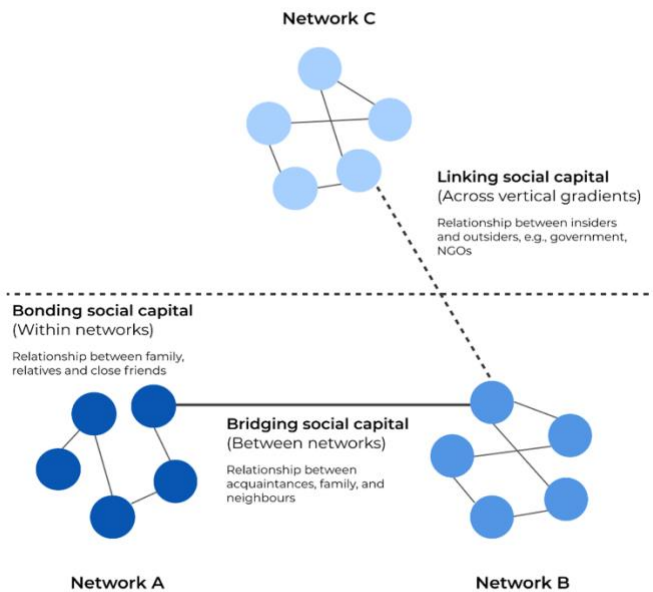 Network C
Linking social capital
(Across vertical gradients)
Relationship between insiders
and outsiders, e.g., government,
NGOs
Bonding social capital
(Within networks)
Relationship between family,
relatives and close friends
Bridging social capital
(Between networks)
Relationship between
acquaintances, family, and
neighbours
Network A
Network B